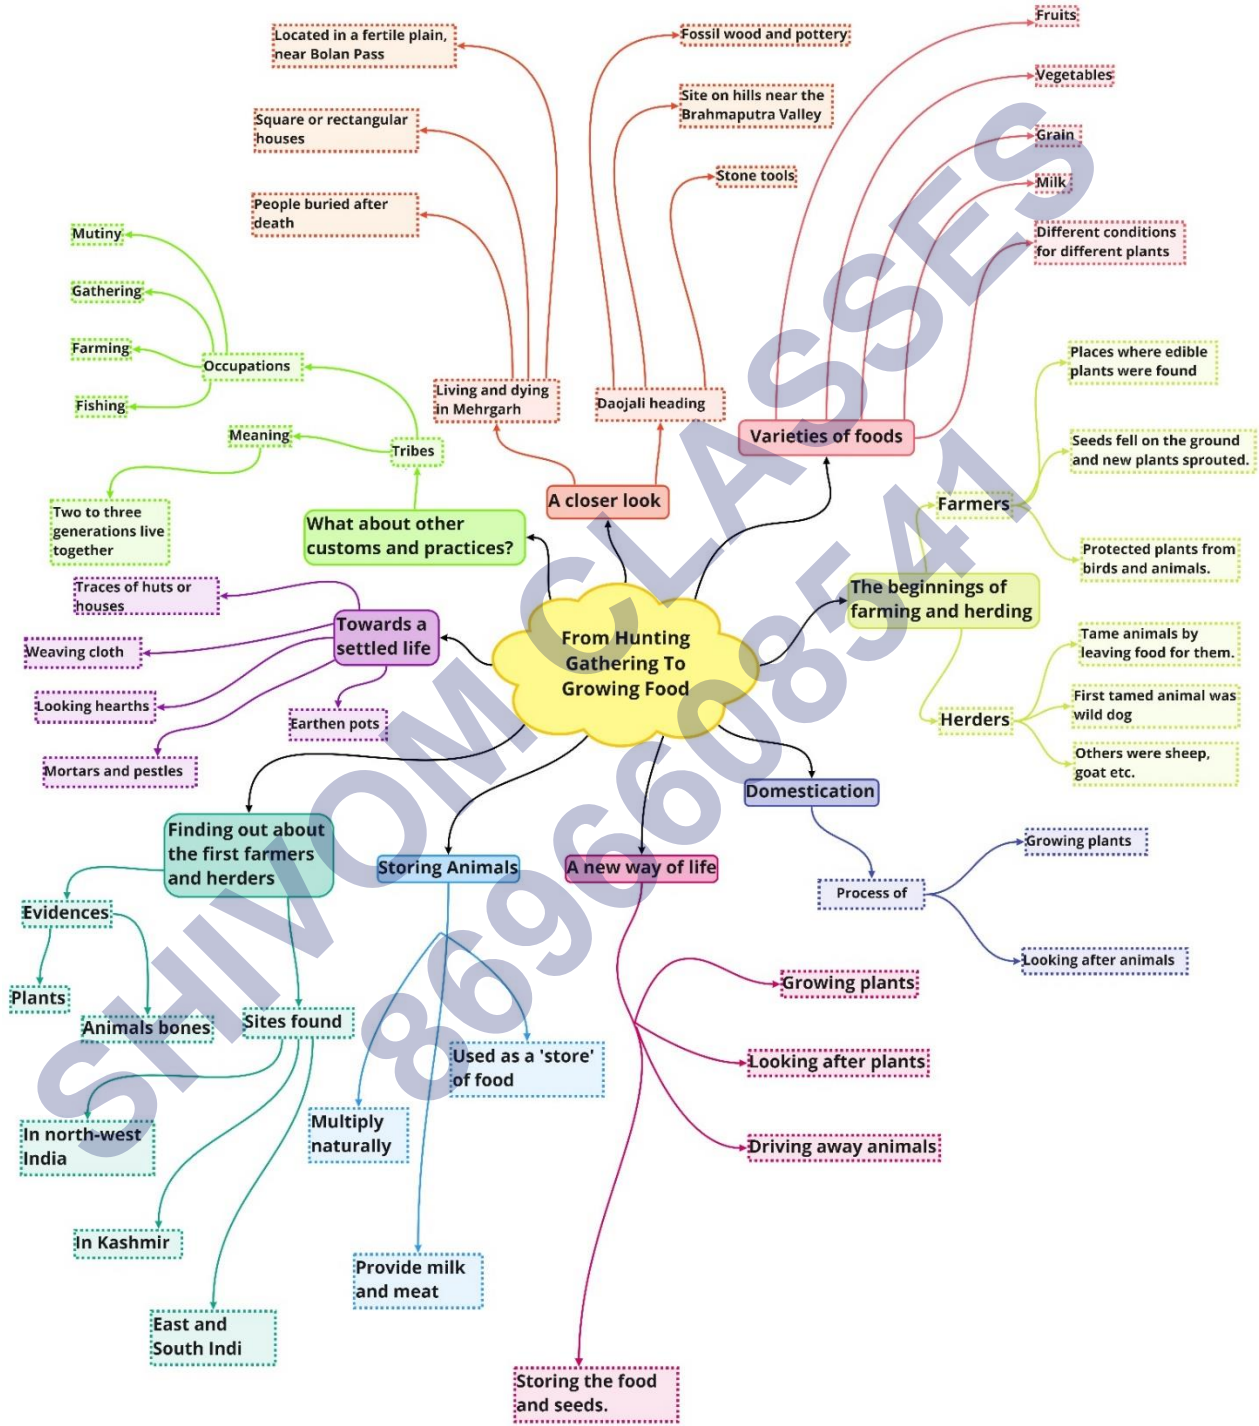 From Hunting
Gathering To
Growing Food
A closer look
Living and dying
in Mehrgarh
Located in a fertile plain,
near Bolan Pass
Square or rectangular
houses
People buried after
death
Daojali heading
Fossil wood and pottery
Site on hills near the
Brahmaputra Valley
Stone tools
Varieties of foods
Fruits
Vegetables
Grain
Milk
Different conditions
for different plants
The beginnings of
farming and herding
Farmers
Places where edible
plants were found
Seeds fell on the ground
and new plants sprouted.
Protected plants from
birds and animals.
Herders
Tame animals by
leaving food for them.
First tamed animal was
wild dog
Others were sheep,
goat etc.
Domestication
Process of
Growing plants
Looking after animals
A new way of life
Growing plants
Looking after plants
Driving away animals
Storing the food
and seeds.
Storing Animals
Used as a 'store'
of food
Multiply
naturally
Provide milk
and meat
Finding out about
the first farmers
and herders
Evidences
Plants
Animals bones
Sites found
In north-west
India
In Kashmir
East and
South Indi
Towards a
settled life
Traces of huts or
houses
Weaving cloth
Looking hearths
Mortars and pestles
Earthen pots
What about other
customs and practices?
Tribes
Occupations
Mutiny
Gathering
Farming
Fishing
Meaning
Two to three
generations live
together
SHIVOM CLASSES
8696608541